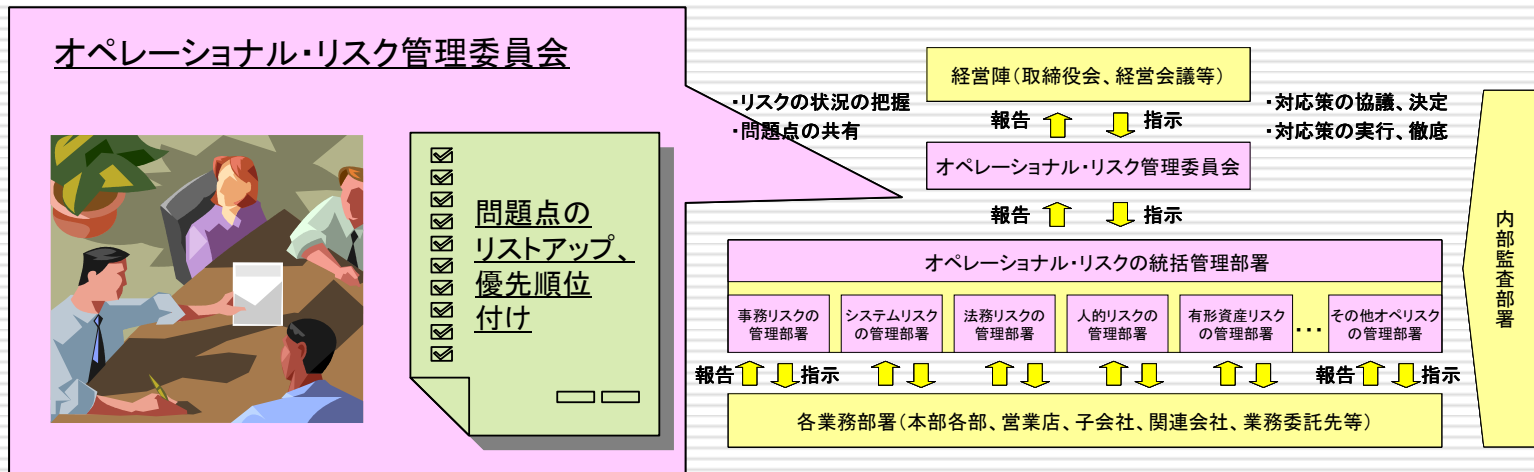 オペレーショナル・リスク管理委員会
問題点の
リストアップ、
優先順位
付け
経営陣（取締役会、経営会議等）
・リスクの状況の把握
・問題点の共有
報告
指示
・対応策の協議、決定
・対応策の実行、徹底
オペレーショナル・リスク管理委員会
報告
指示
オペレーショナル・リスクの統括管理部署
事務リスクの
管理部署
システムリスク
の管理部署
法務リスクの
管理部署
人的リスクの
管理部署
有形資産リスク
の管理部署
…
その他オペリスク
の管理部署
報告
指示
報告
指示
各業務部署（本部各部、営業店、子会社、関連会社、業務委託先等）
内部監査部署